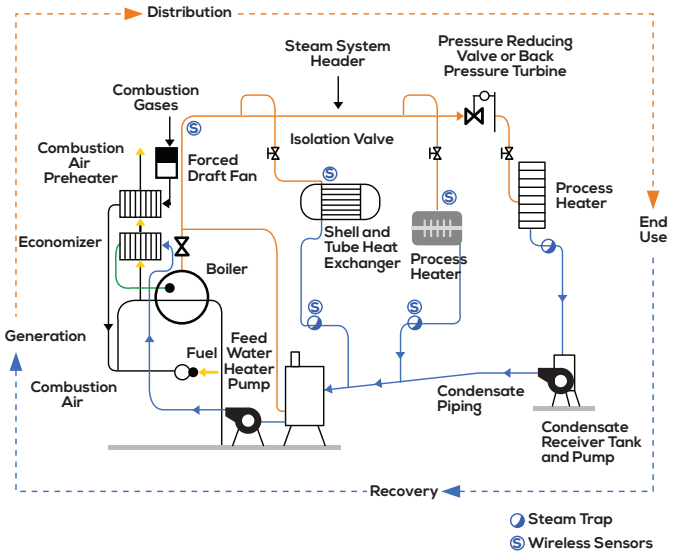 Distribution
Steam System
Header
Pressure Reducing
Valve or Back
Pressure Turbine
Combustion
Gases
S
Isolation Valve
Combustion
Air
Preheater
Forced
Draft Fan
S
S
Process
Heater
Shell and
Tube Heat
Exchanger
Process
Heater
End
Use
Economizer
Boiler
S
S
Generation
Fuel
Feed
Water
Heater
Pump
Combustion
Air
Condensate
Piping
Condensate
Receiver Tank
and Pump
Recovery
Steam Trap
S Wireless Sensors